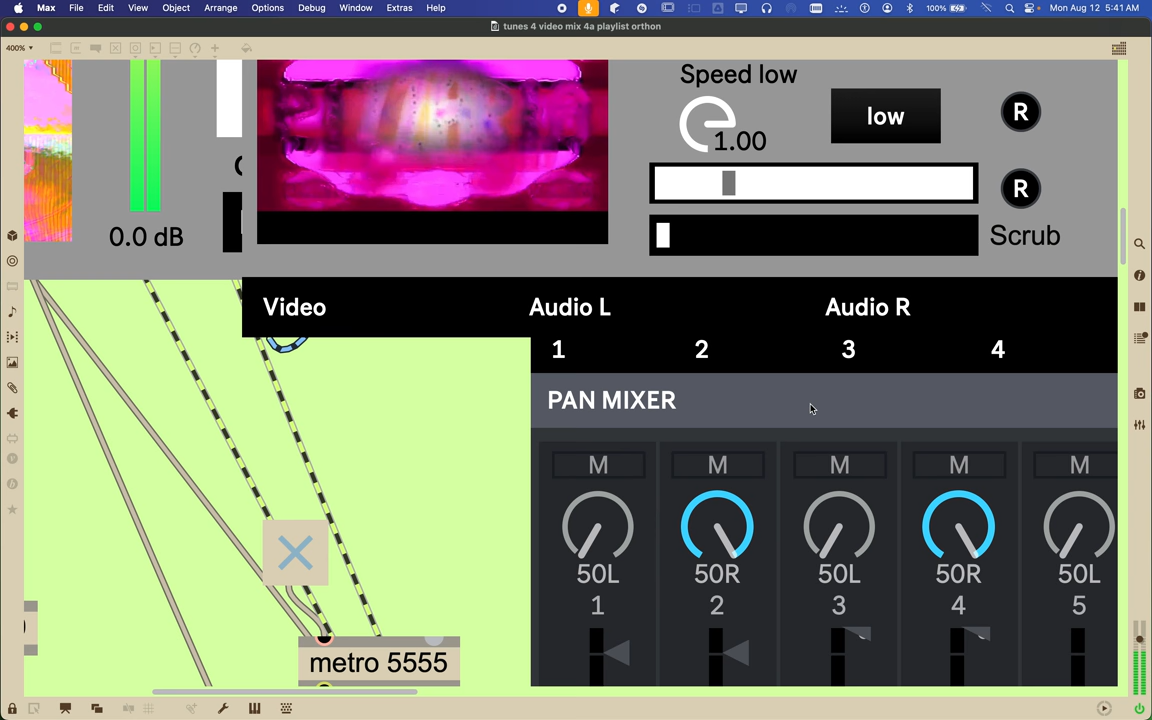 Max File Edit View Object Arrange Options Debug Window Extras Help 100% Mon Aug 12 5:41 AM
tunes 4 video mix 4a playlist orthon
400%
Speed low
1.00
low
R
R
0.0 dB
Scrub
Video Audio L Audio R
1 2 3 4
PAN MIXER
M M M M M
50L 50R 50L 50R 50L
1 2 3 4 5
metro 5555